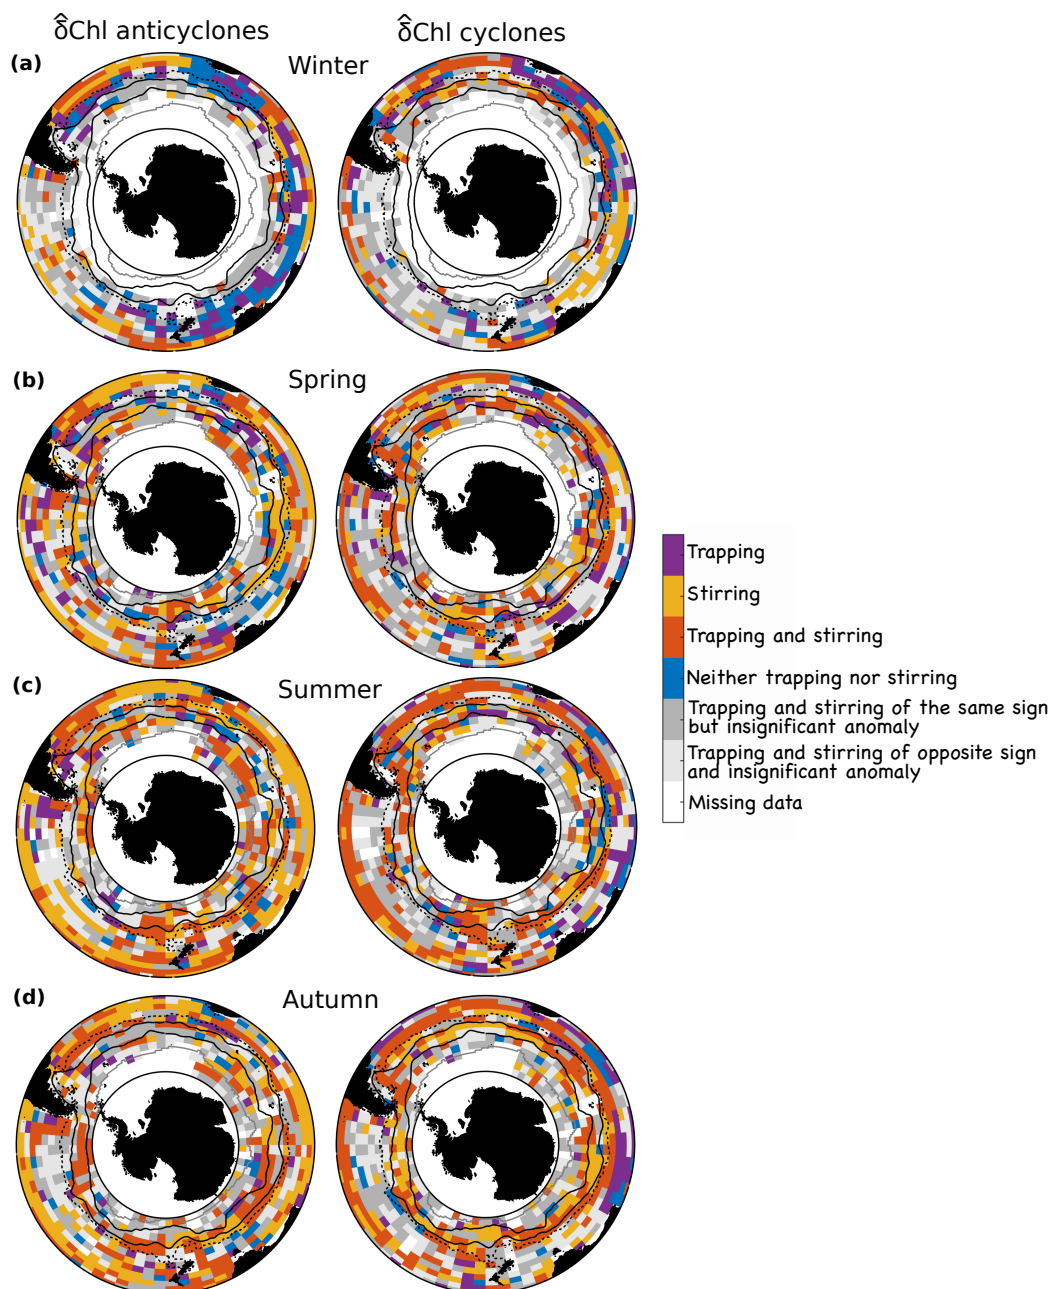 δ̂Chl anticyclones
δ̂Chl cyclones
(a)
Winter
(b)
Spring
(c)
Summer
(d)
Autumn
Trapping
Stirring
Trapping and stirring
Neither trapping nor stirring
Trapping and stirring of the same sign
but insignificant anomaly
Trapping and stirring of opposite sign
and insignificant anomaly
Missing data